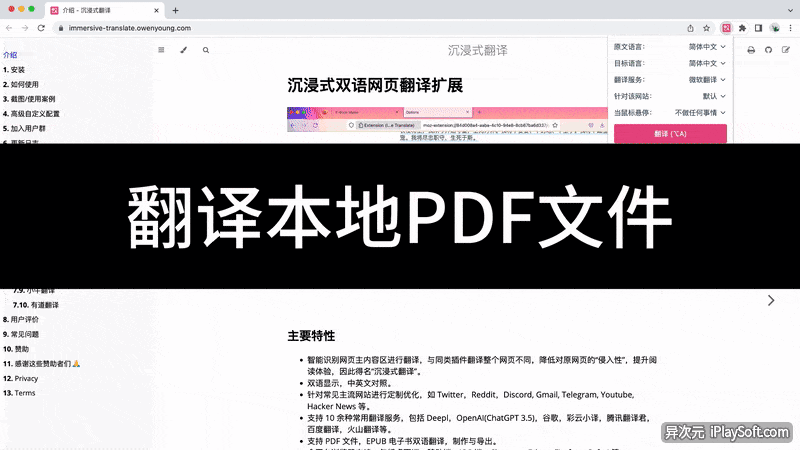 介绍 - 沉浸式翻译
immersive-translate.owenyoung.com
介绍
1. 安装
2. 如何使用
3. 截图/使用案例
4. 高级自定义配置
5. 加入用户群
6. 更新日志
沉浸式翻译
沉浸式双语网页翻译扩展
原文语言: 简体中文
目标语言: 简体中文
翻译服务: 微软翻译
针对该网站: 默认
当鼠标悬停: 不做任何事情
翻译 (⌥A)
翻译本地PDF文件
7.9. 小牛翻译
7.10. 有道翻译
8. 用户评价
9. 常见问题
10. 赞助
11. 感谢这些赞助者们🙏
12. Privacy
13. Terms
主要特性
智能识别网页主内容区进行翻译，与同类插件翻译整个网页不同，降低对原网页的“侵入性”，提升阅
读体验，因此得名“沉浸式翻译”。
双语显示，中英文对照。
针对常见主流网站进行定制优化，如 Twitter，Reddit，Discord, Gmail, Telegram, Youtube,
Hacker News 等。
支持 10 余种常用翻译服务，包括 Deepl，OpenAI(ChatGPT 3.5)，谷歌，彩云小译，腾讯翻译君，
百度翻译，火山翻译等。
支持 PDF 文件，EPUB 电子书双语翻译，制作与导出。
异次元 iPlaySoft.com